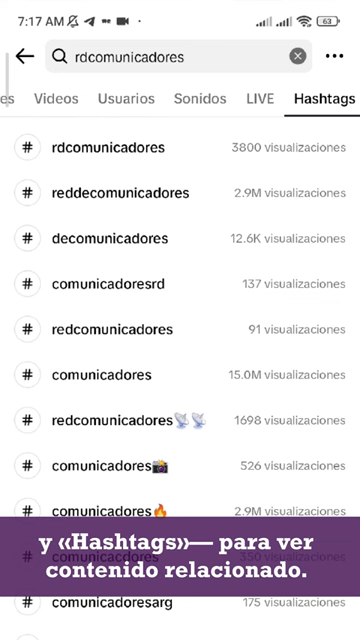 7:17 AM
63
rdcomunicadores
es Videos Usuarios Sonidos LIVE Hashtags
# rdcomunicadores 3800 visualizaciones
# reddecomunicadores 2.9M visualizaciones
# decomunicadores 12.6K visualizaciones
# comunicadoresrd 137 visualizaciones
# redcomunicadores 91 visualizaciones
# comunicadores 15.0M visualizaciones
# redcomunicadores📡📡 1698 visualizaciones
# comunicadores📸 526 visualizaciones
# comunicadores🔥 2.9M visualizaciones
y «Hashtags»— para ver
contenido relacionado.
# comunicadoresarg 175 visualizaciones